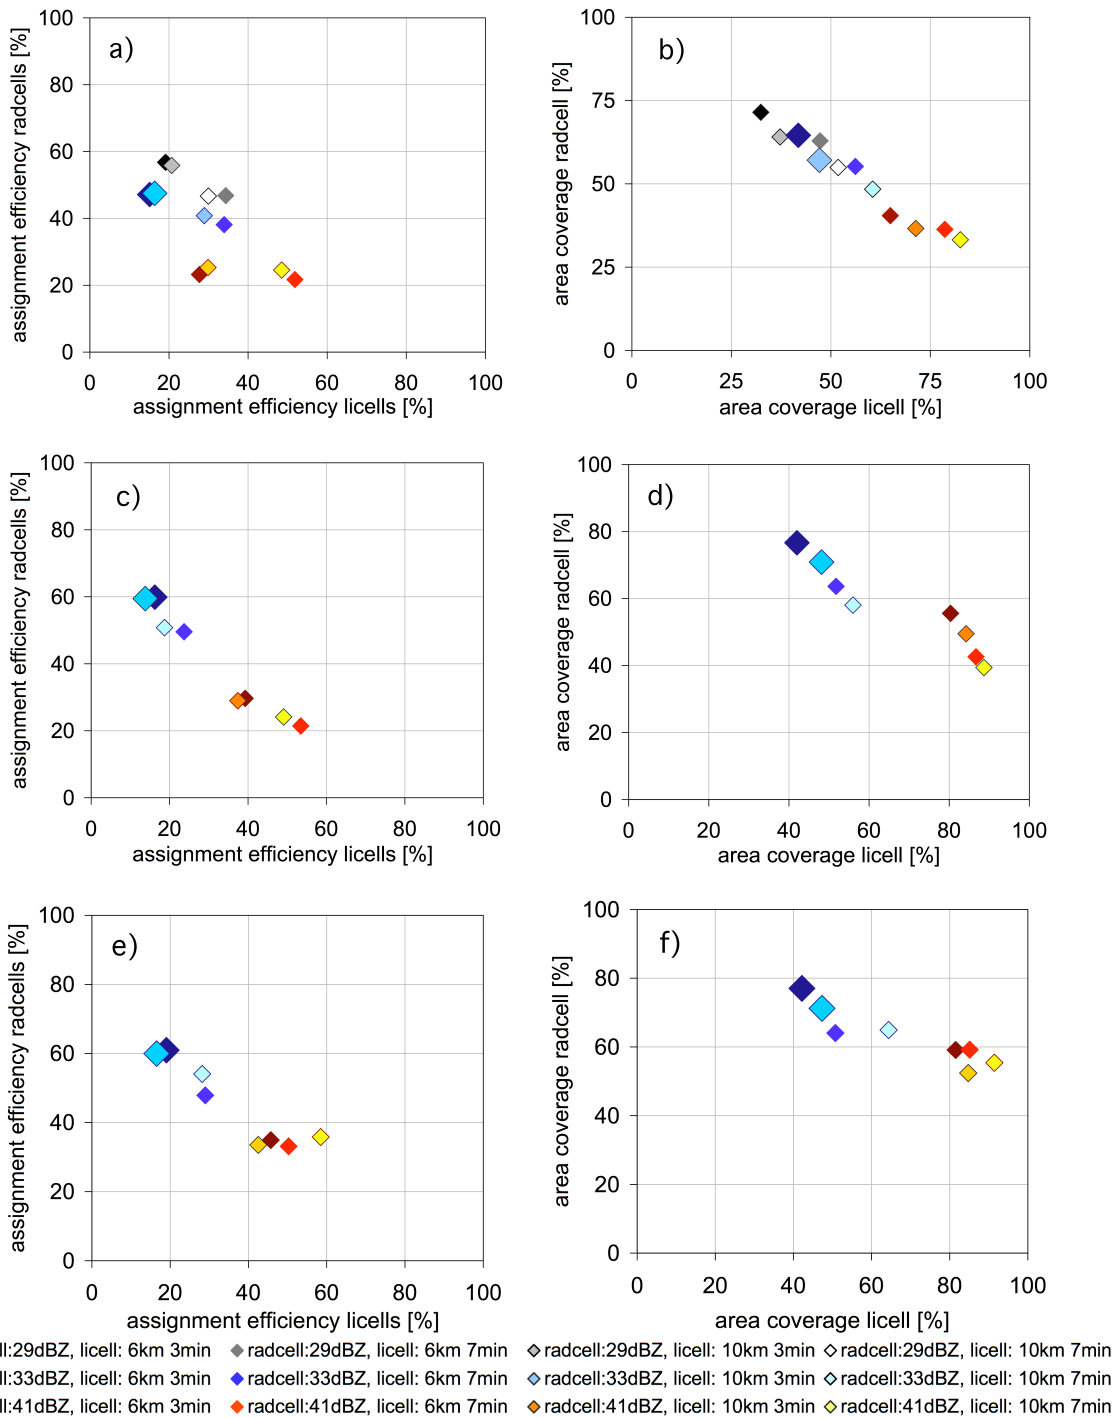 a)
assignment efficiency radcells [%]
100
80
60
40
20
0
0 20 40 60 80 100
assignment efficiency licells [%]
b)
area coverage radcell [%]
100
75
50
25
0
0 25 50 75 100
area coverage licell [%]
c)
assignment efficiency radcells [%]
100
80
60
40
20
0
0 20 40 60 80 100
assignment efficiency licells [%]
d)
area coverage radcell [%]
100
80
60
40
20
0
0 20 40 60 80 100
area coverage licell [%]
e)
assignment efficiency radcells [%]
100
80
60
40
20
0
0 20 40 60 80 100
assignment efficiency licells [%]
f)
area coverage radcell [%]
100
80
60
40
20
0
0 20 40 60 80 100
area coverage licell [%]
ll:29dBZ, licell: 6km 3min radcell:29dBZ, licell: 6km 7min radcell:29dBZ, licell: 10km 3min radcell:29dBZ, licell: 10km 7min
ll:33dBZ, licell: 6km 3min radcell:33dBZ, licell: 6km 7min radcell:33dBZ, licell: 10km 3min radcell:33dBZ, licell: 10km 7min
ll:41dBZ, licell: 6km 3min radcell:41dBZ, licell: 6km 7min radcell:41dBZ, licell: 10km 3min radcell:41dBZ, licell: 10km 7min